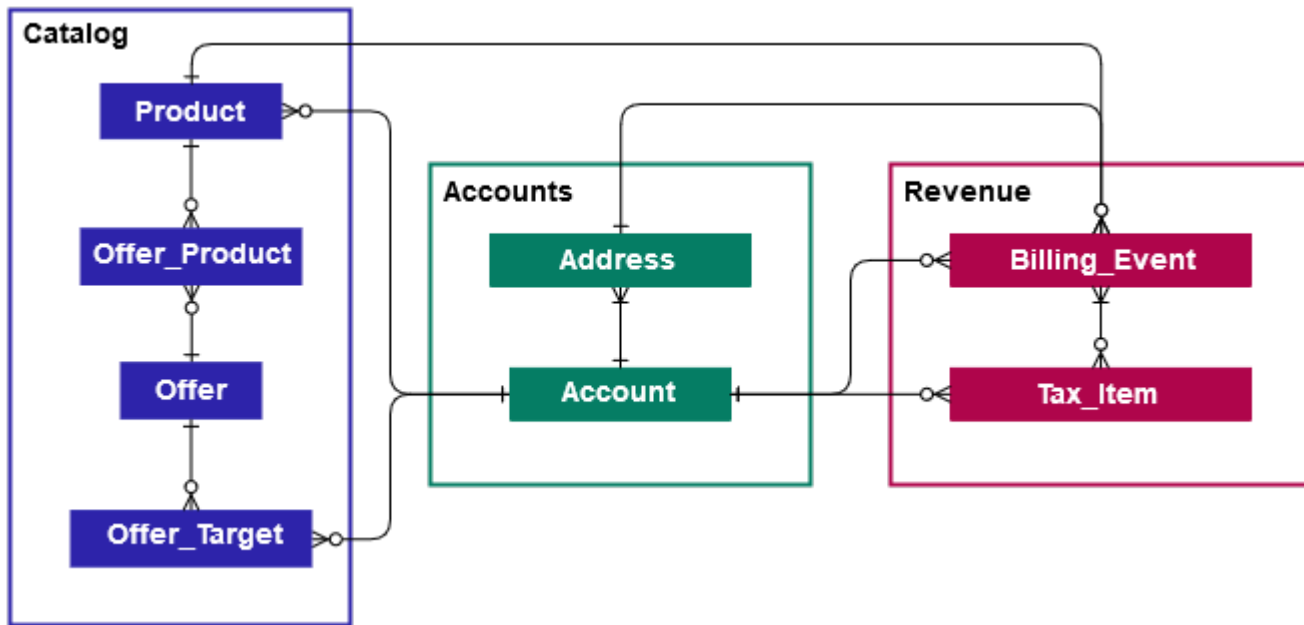 Catalog
Product
Offer_Product
Offer
Offer_Target
Accounts
Address
Account
Revenue
Billing_Event
Tax_Item